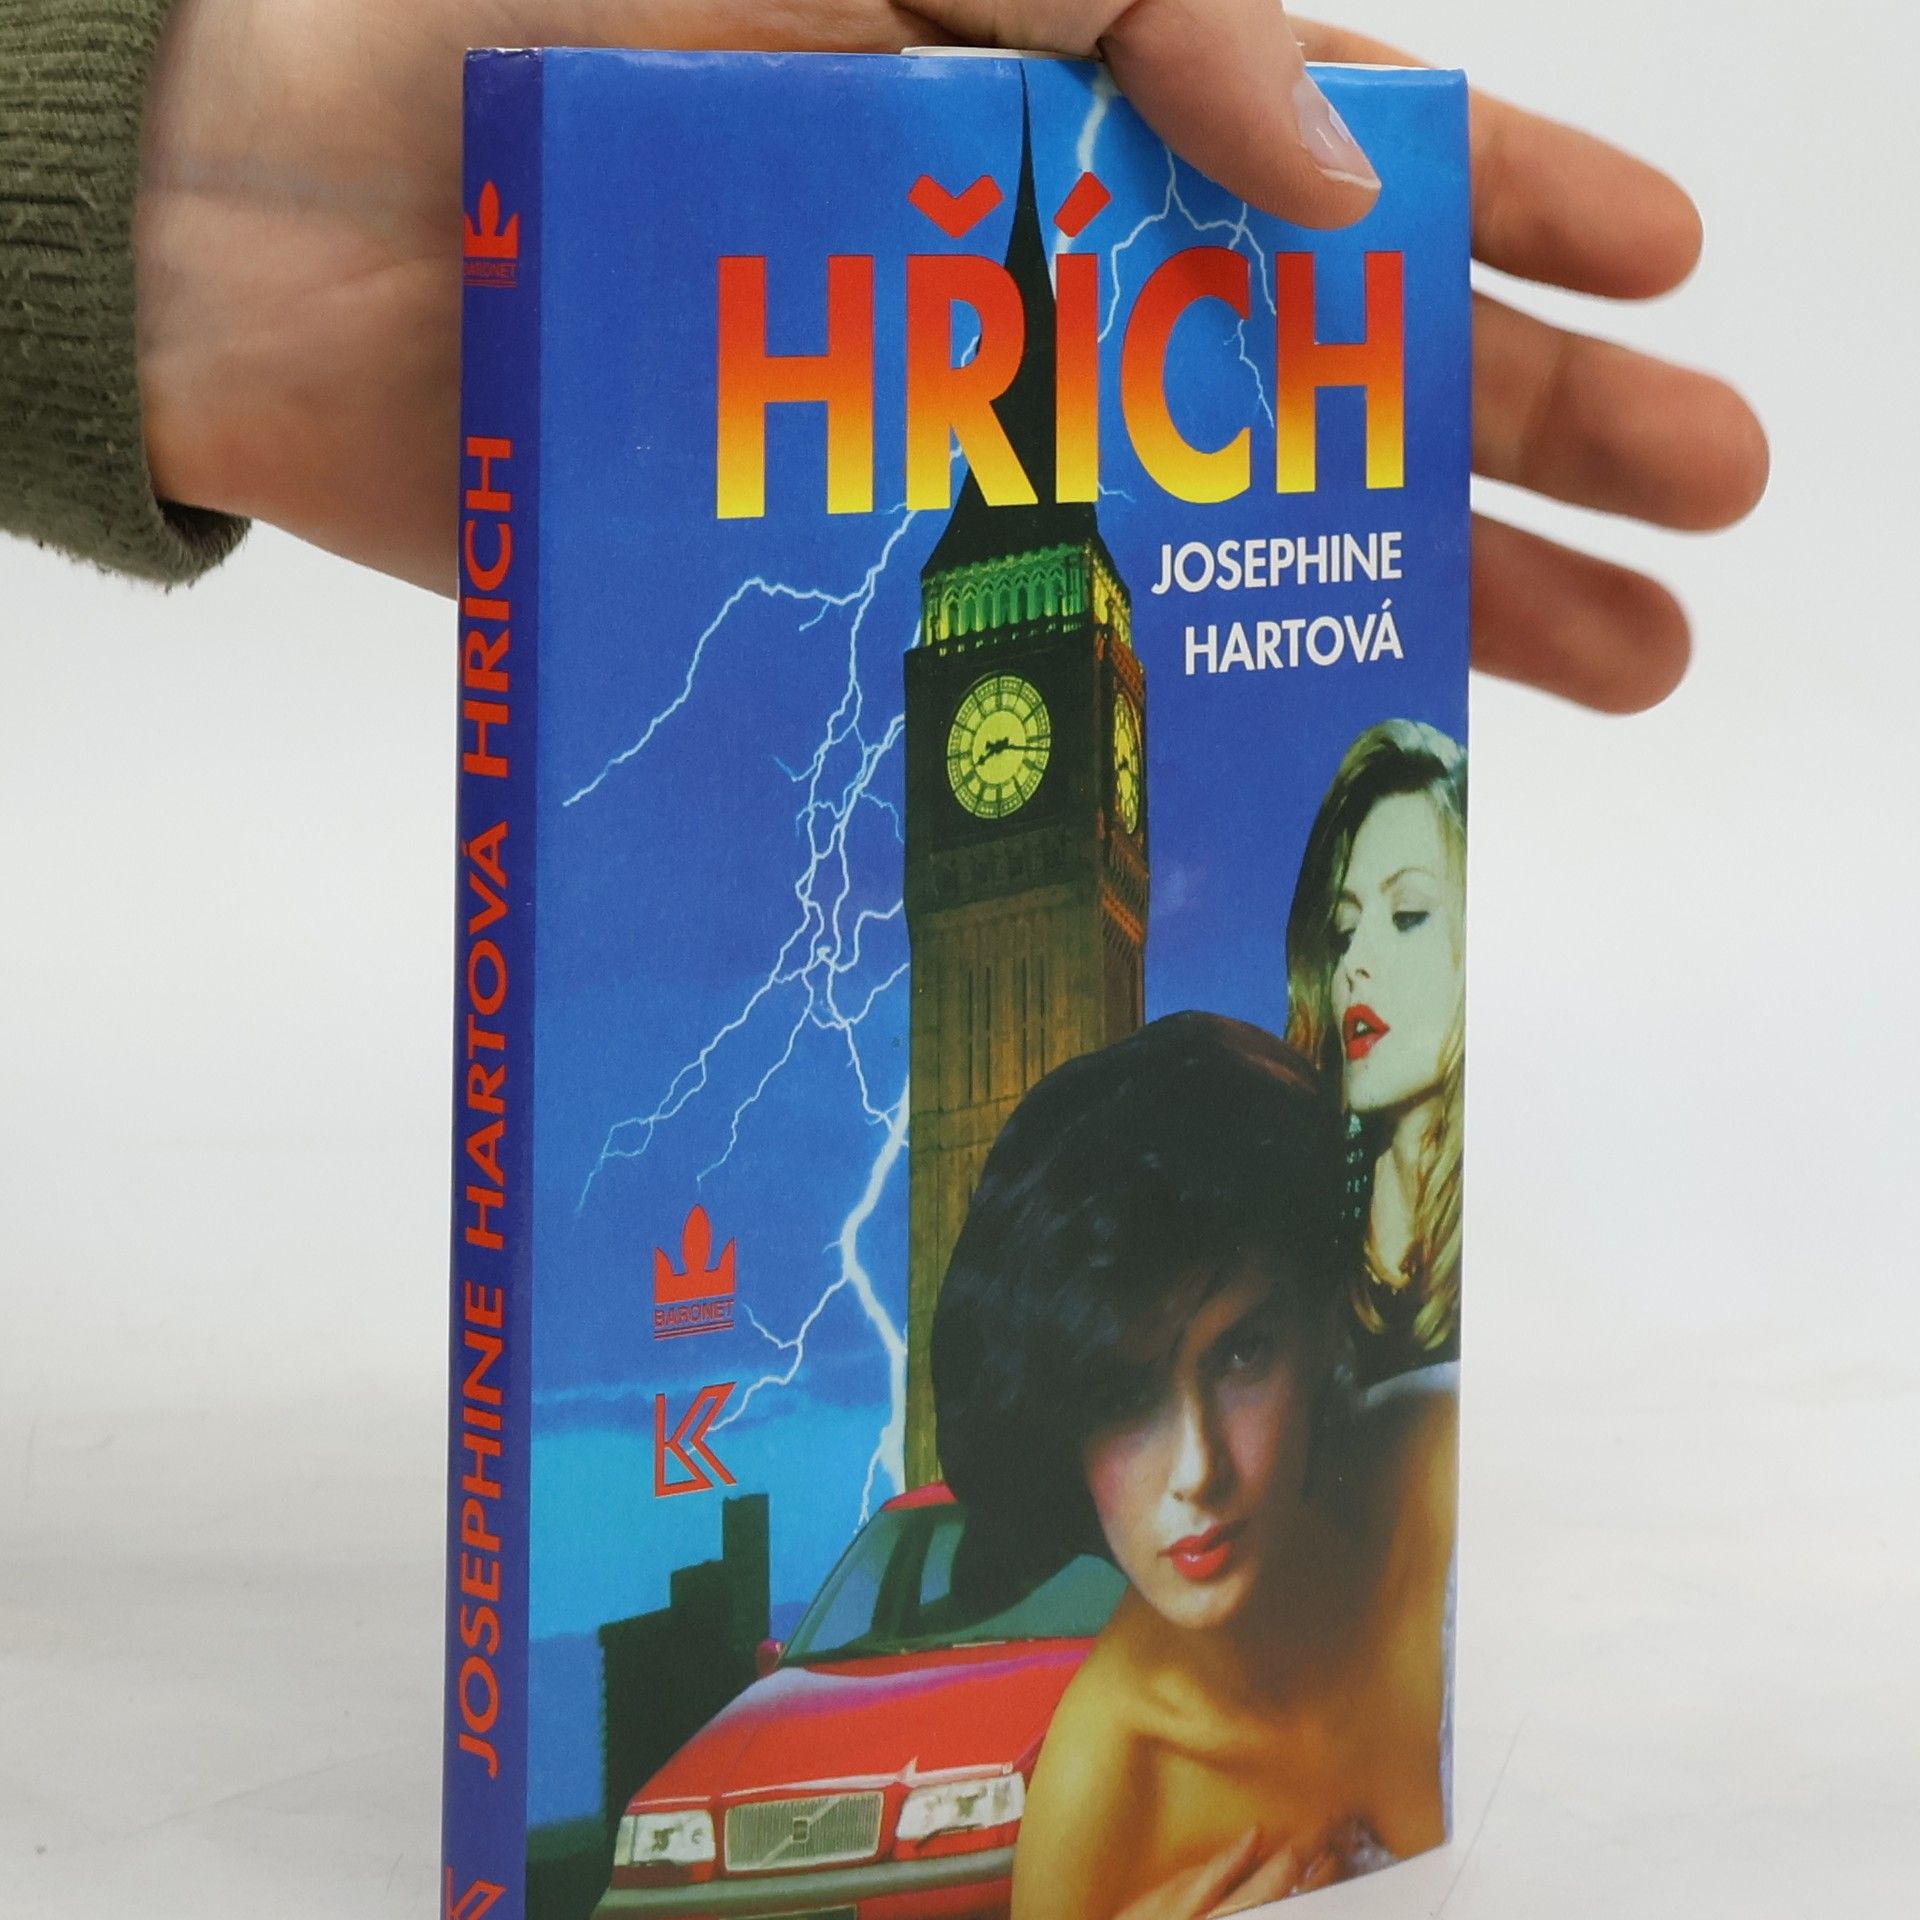 HŘÍCH
JOSEPHINE
HARTOVÁ
BARONET
JOSEPHINE HARTOVÁ HŘÍCH
BARONET